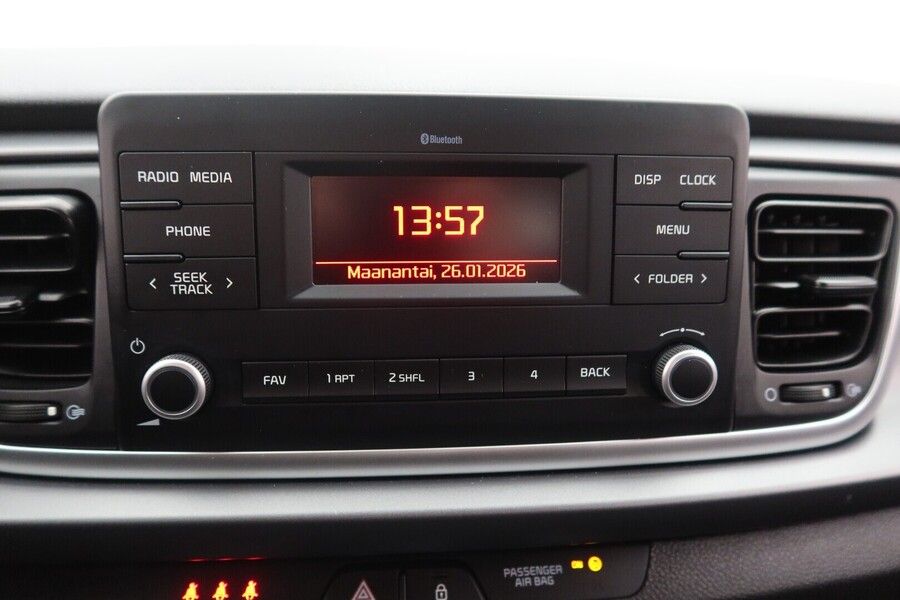 Bluetooth
RADIO MEDIA
DISP CLOCK
13:57
PHONE
MENU
Maanantai, 26.01.2026
< SEEK TRACK >
< FOLDER >
FAV
1 RPT
2 SHFL
3
4
BACK
PASSENGER
AIR BAG
ON